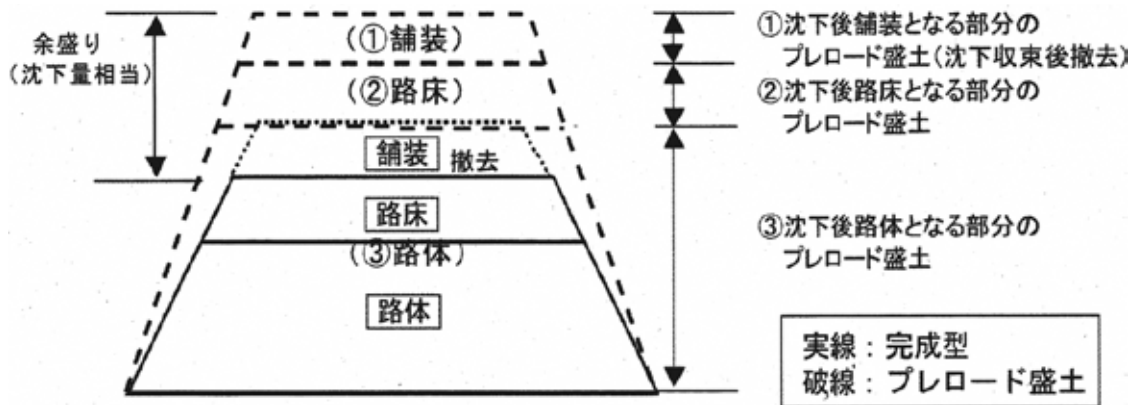 余盛り
(沈下量相当)
(①舗装)
(②路床)
舗装 撤去
路床
(③路体)
路体
①沈下後舗装となる部分の
プレロード盛土(沈下収束後撤去)
②沈下後路床となる部分の
プレロード盛土
③沈下後路体となる部分の
プレロード盛土
実線：完成型
破線：プレロード盛土